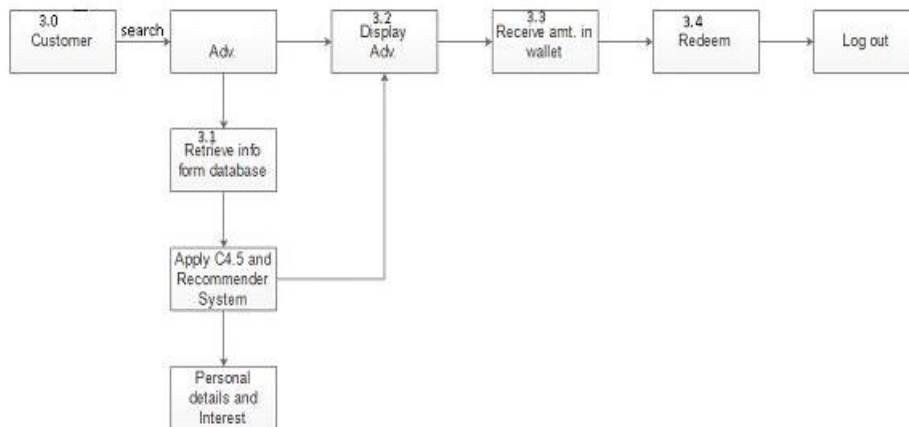 3.0
Customer
search
Adv.
3.2
Display
Adv.
3.3
Receive amt. in
wallet
3.4
Redeem
Log out
3.1
Retrieve info
form database
Apply C4.5 and
Recommender
System
Personal
details and
Interest